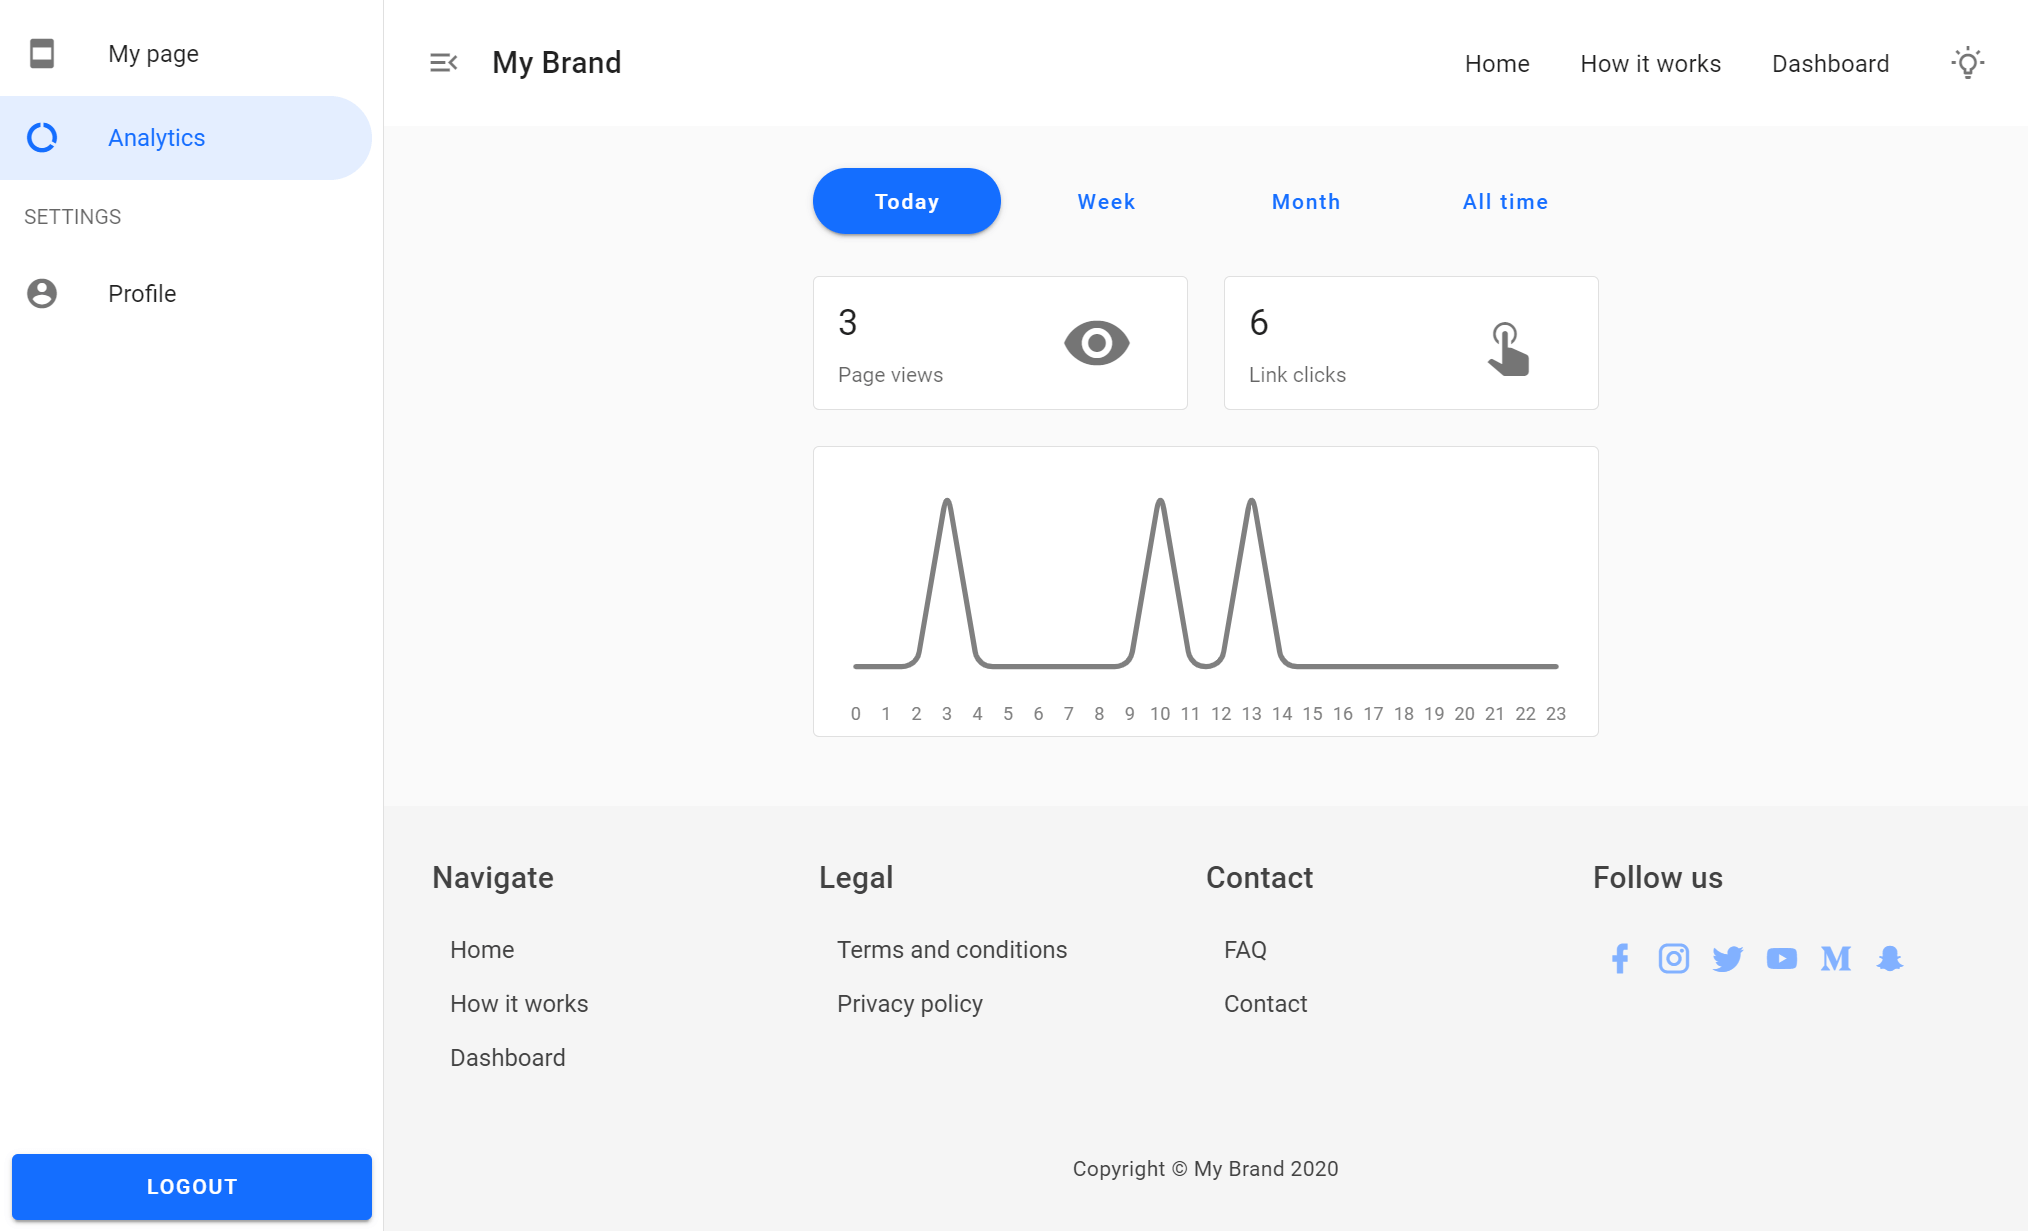 My page
Analytics
SETTINGS
Profile
LOGOUT
My Brand
Home How it works Dashboard
Today Week Month All time
3
Page views
6
Link clicks
0 1 2 3 4 5 6 7 8 9 10 11 12 13 14 15 16 17 18 19 20 21 22 23
Navigate
Home
How it works
Dashboard
Legal
Terms and conditions
Privacy policy
Contact
FAQ
Contact
Follow us
Copyright © My Brand 2020